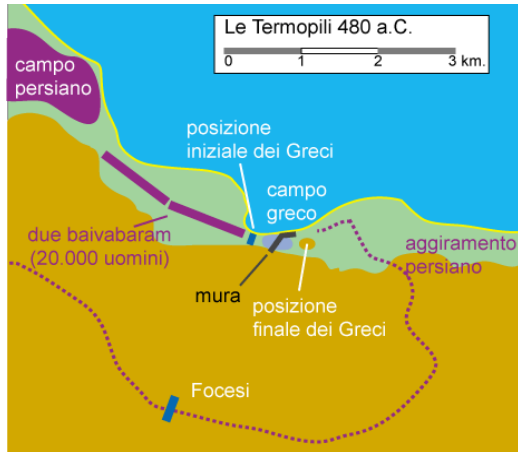 Le Termopili 480 a.C.
0 1 2 3 km.
campo
persiano
posizione
iniziale dei Greci
campo
greco
due baivabaram
(20.000 uomini)
aggiramento
persiano
mura
posizione
finale dei Greci
Focesi